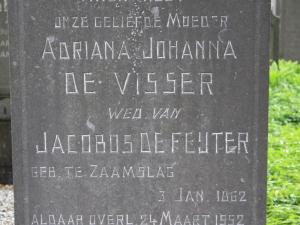 onze geliefde Moeder
Adriana Johanna
de Visser
wed. van
Jacobus de Feijter
geb. te Zaamslag
3 Jan. 1862
aldaar overl. 24 Maart 1952